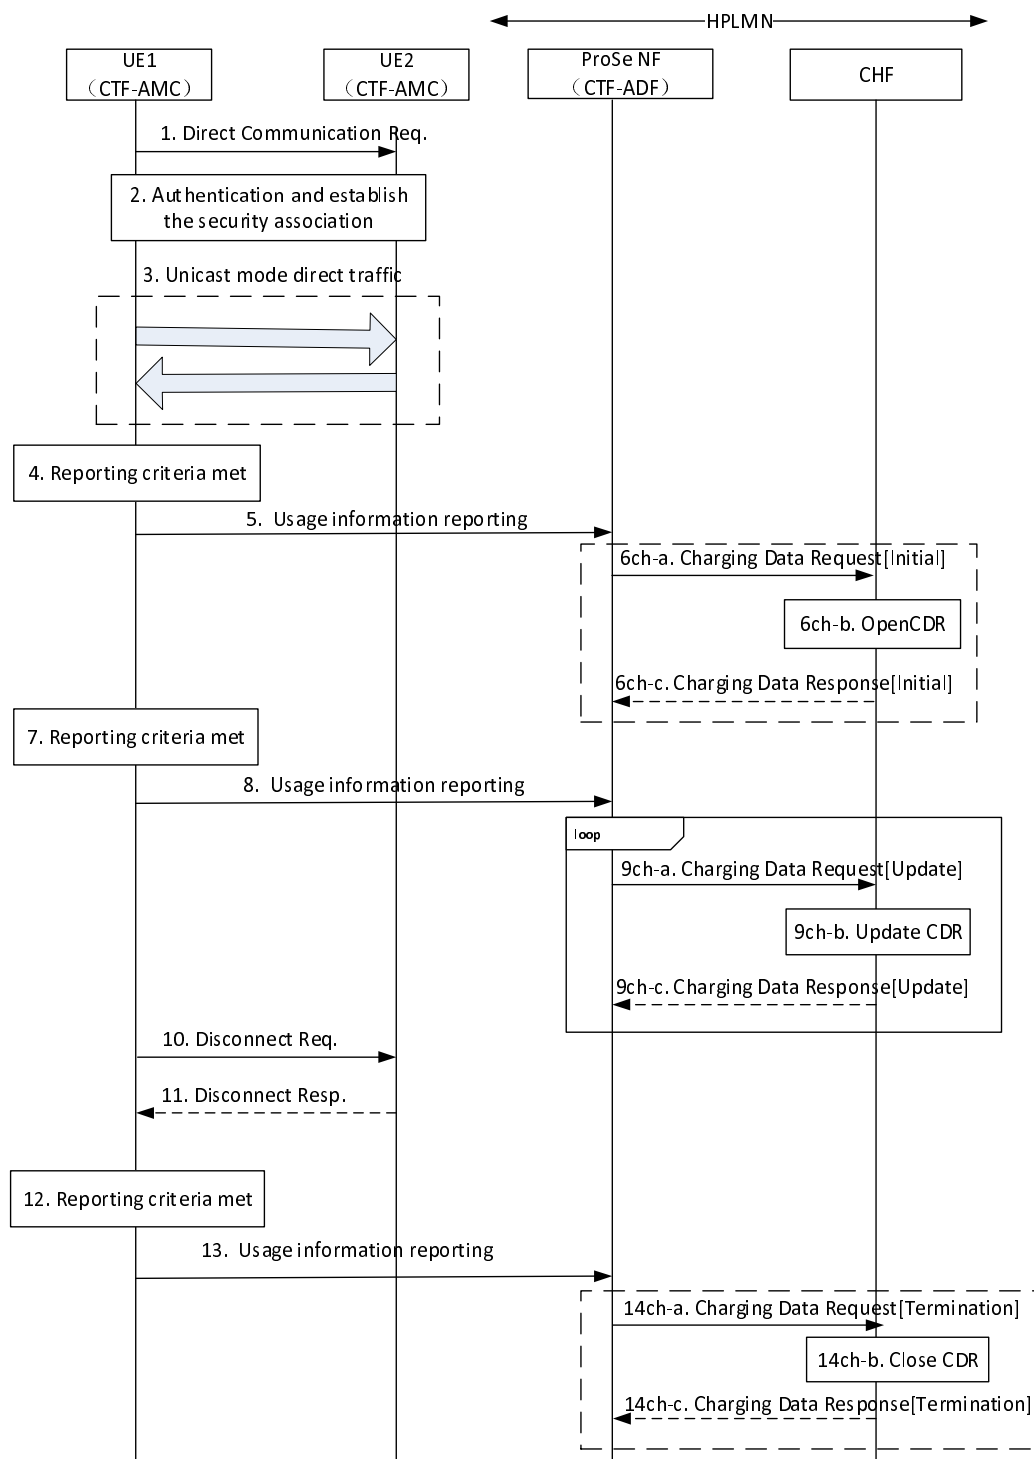 HPLMN
UE1
（CTF-AMC）
UE2
（CTF-AMC）
ProSe NF
（CTF-ADF）
CHF
1. Direct Communication Req.
2. Authentication and establish
the security association
3. Unicast mode direct traffic
4. Reporting criteria met
5. Usage information reporting
6ch-a. Charging Data Request[Initial]
6ch-b. OpenCDR
6ch-c. Charging Data Response[Initial]
7. Reporting criteria met
8. Usage information reporting
loop
9ch-a. Charging Data Request[Update]
9ch-b. Update CDR
9ch-c. Charging Data Response[Update]
10. Disconnect Req.
11. Disconnect Resp.
12. Reporting criteria met
13. Usage information reporting
14ch-a. Charging Data Request[Termination]
14ch-b. Close CDR
14ch-c. Charging Data Response[Termination]